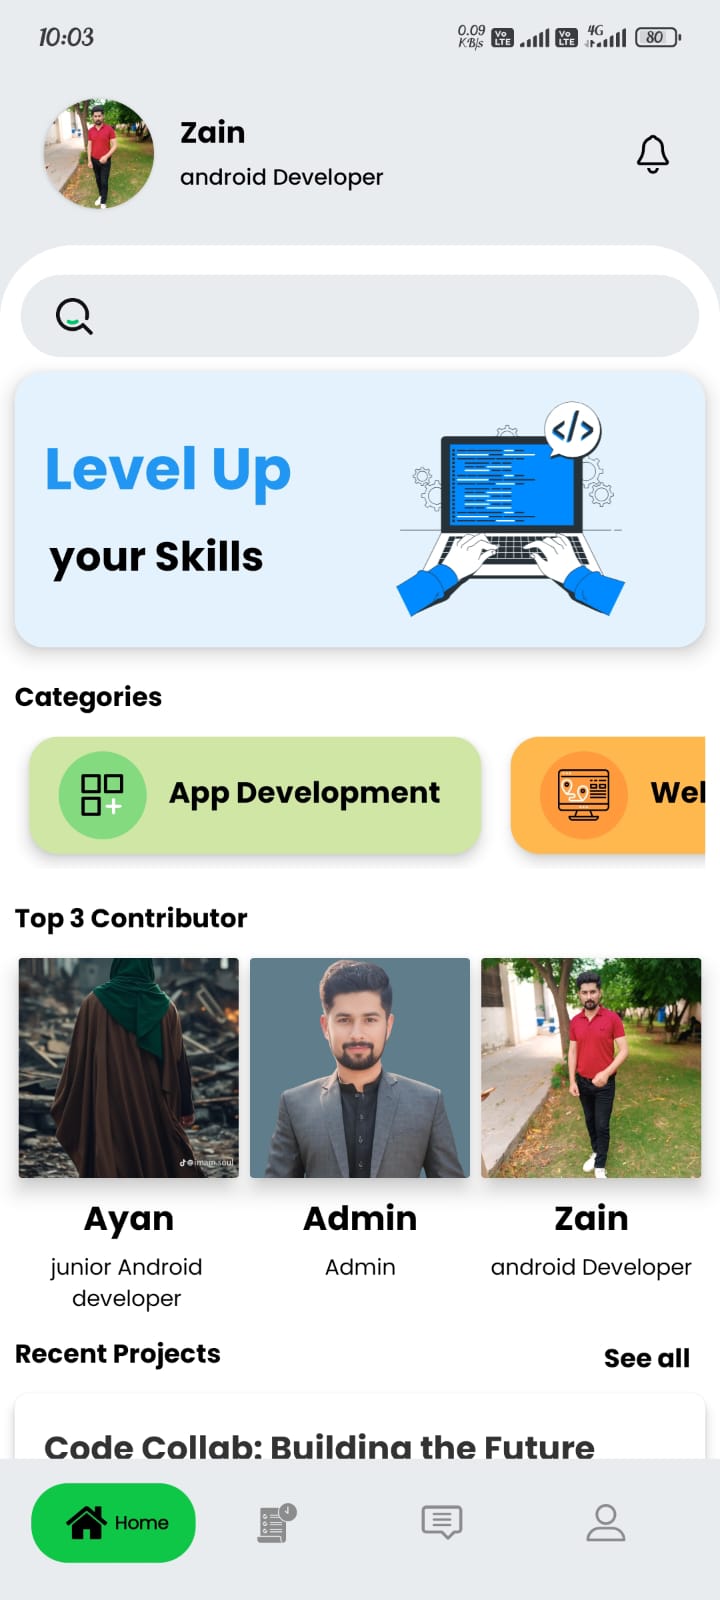 10:03
0.09
KB/s
Vo
LTE
Vo
LTE
4G
80
Zain
android Developer
</>
Level Up
your Skills
Categories
App Development
Top 3 Contributor
@imam.soul
Ayan
Admin
Zain
junior Android
developer
Admin
android Developer
Recent Projects
See all
Code Collab: Building the Future
Home